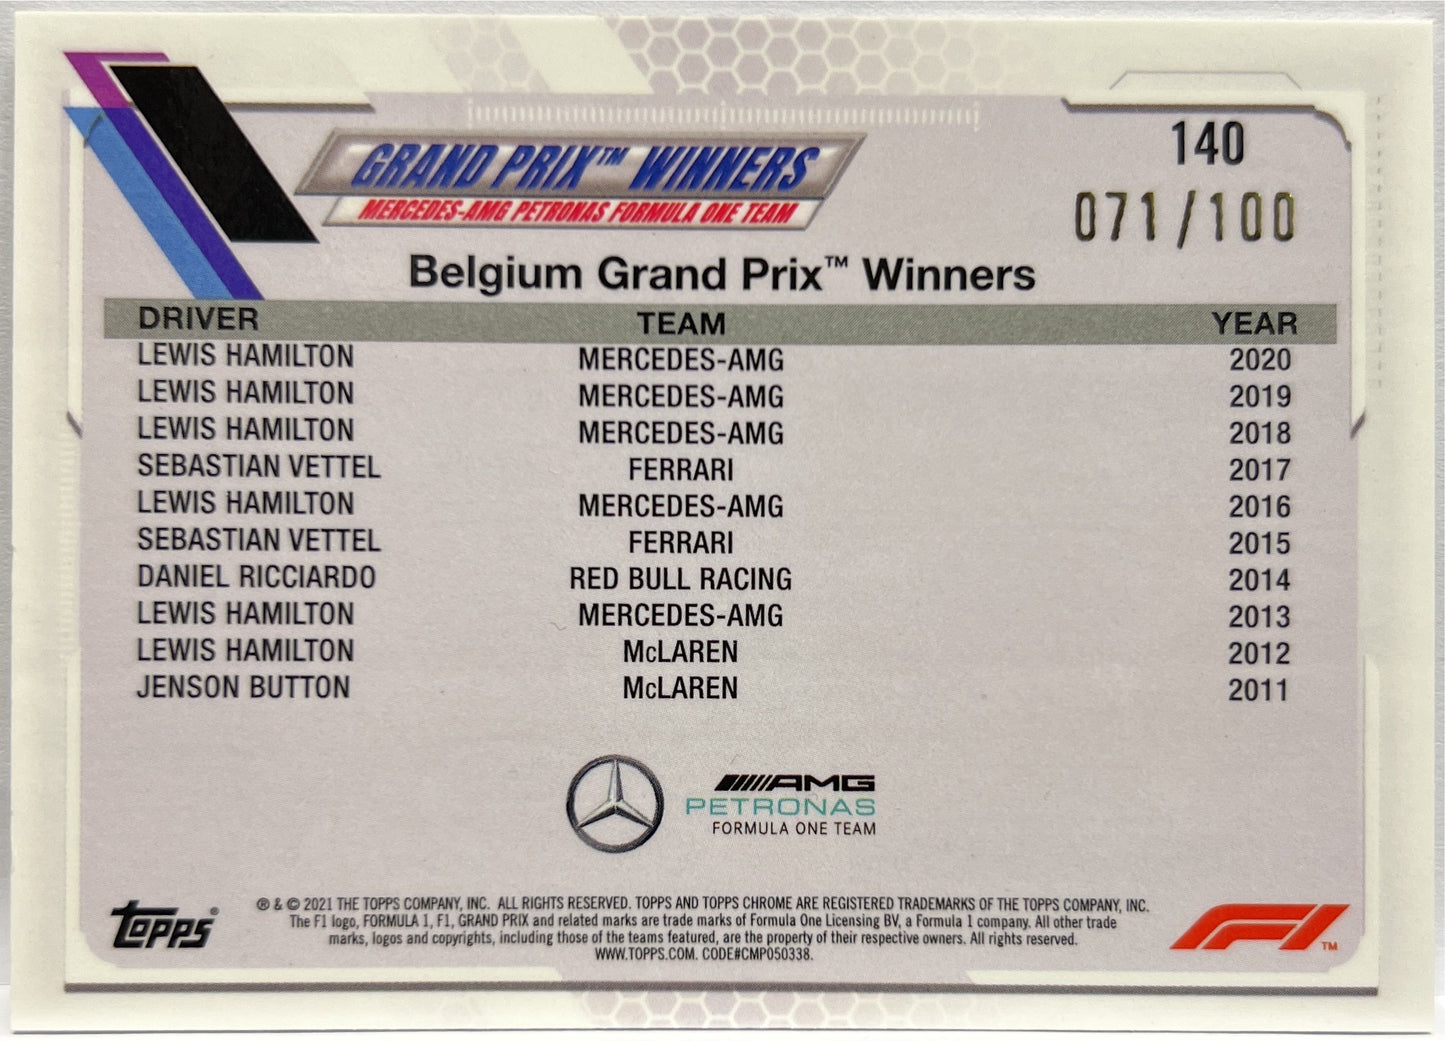 140
071/100
GRAND PRIX™ WINNERS
MERCEDES-AMG PETRONAS FORMULA ONE TEAM
Belgium Grand Prix™ Winners
DRIVER TEAM YEAR
LEWIS HAMILTON MERCEDES-AMG 2020
LEWIS HAMILTON MERCEDES-AMG 2019
LEWIS HAMILTON MERCEDES-AMG 2018
SEBASTIAN VETTEL FERRARI 2017
LEWIS HAMILTON MERCEDES-AMG 2016
SEBASTIAN VETTEL FERRARI 2015
DANIEL RICCIARDO RED BULL RACING 2014
LEWIS HAMILTON MERCEDES-AMG 2013
LEWIS HAMILTON McLAREN 2012
JENSON BUTTON McLAREN 2011
AMG
PETRONAS
FORMULA ONE TEAM
TOPPS®
® & © 2021 THE TOPPS COMPANY, INC. ALL RIGHTS RESERVED. TOPPS AND TOPPS CHROME ARE REGISTERED TRADEMARKS OF THE TOPPS COMPANY, INC.
The F1 logo, FORMULA 1, F1, GRAND PRIX and related marks are trade marks of Formula One Licensing BV, a Formula 1 company. All other trade
marks, logos and copyrights, including those of the teams featured, are the property of their respective owners. All rights reserved.
WWW.TOPPS.COM. CODE#CMP050338.
F1™